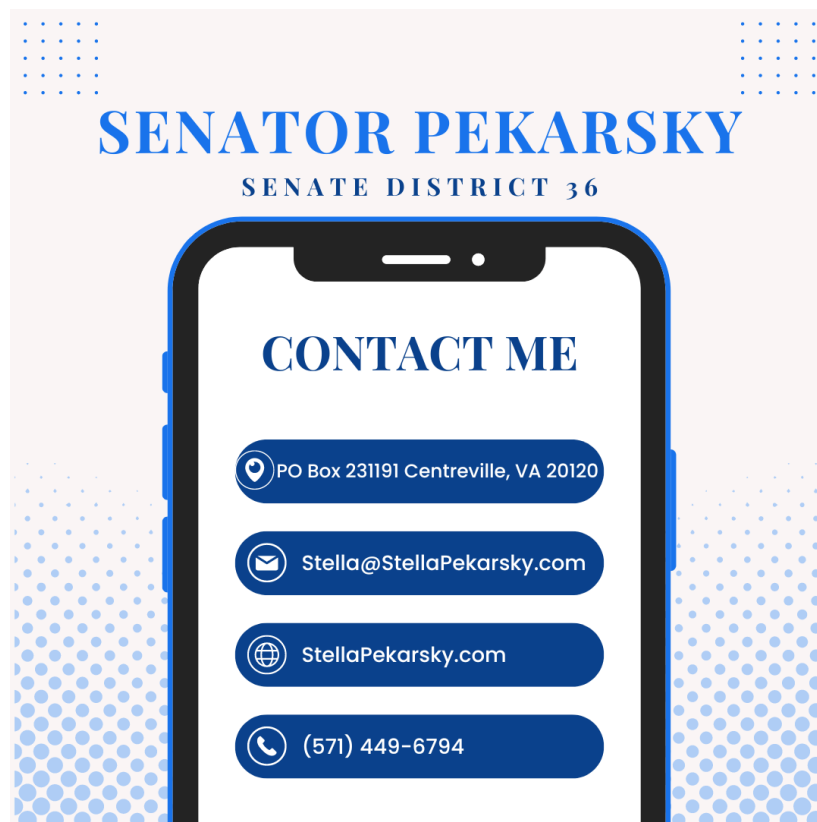 SENATOR PEKARSKY
SENATE DISTRICT 36
CONTACT ME
PO Box 231191 Centreville, VA 20120
Stella@StellaPekarsky.com
StellaPekarsky.com
(571) 449-6794